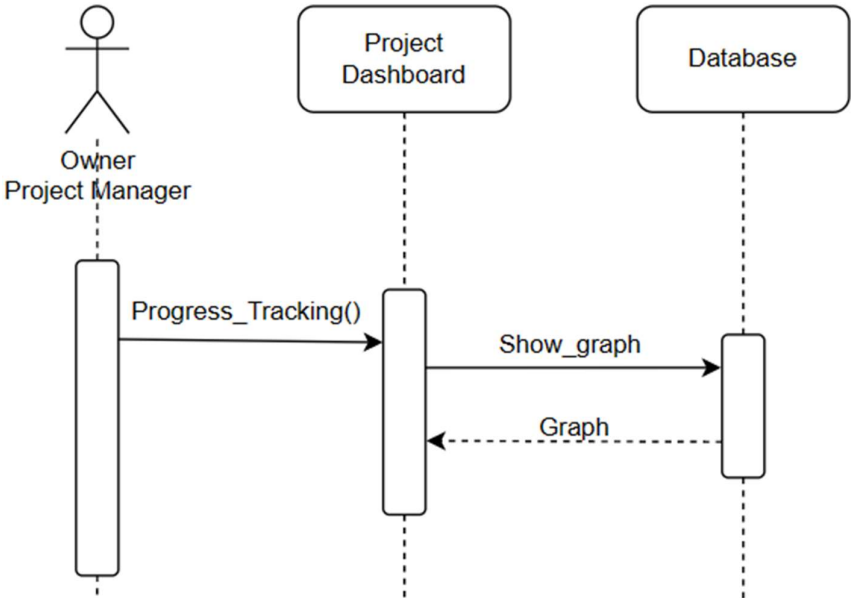 Project
Dashboard
Database
Owner
Project Manager
Progress_Tracking()
Show_graph
Graph